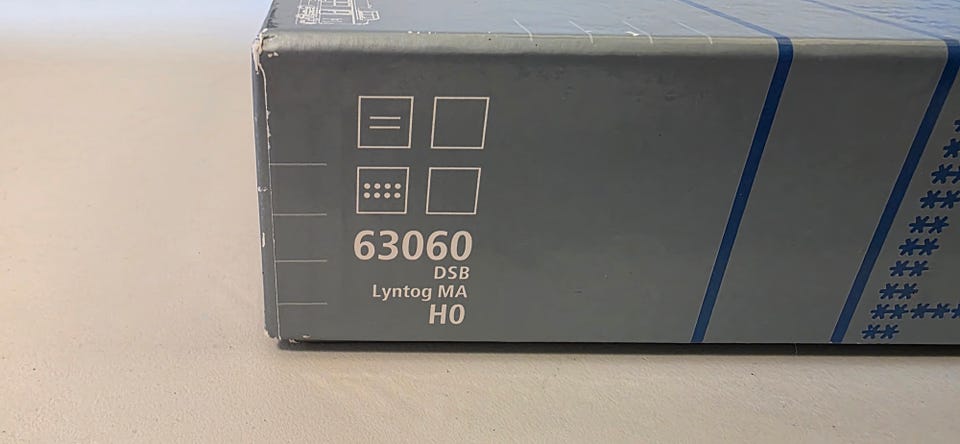 63060
DSB
Lyntog MA
H0